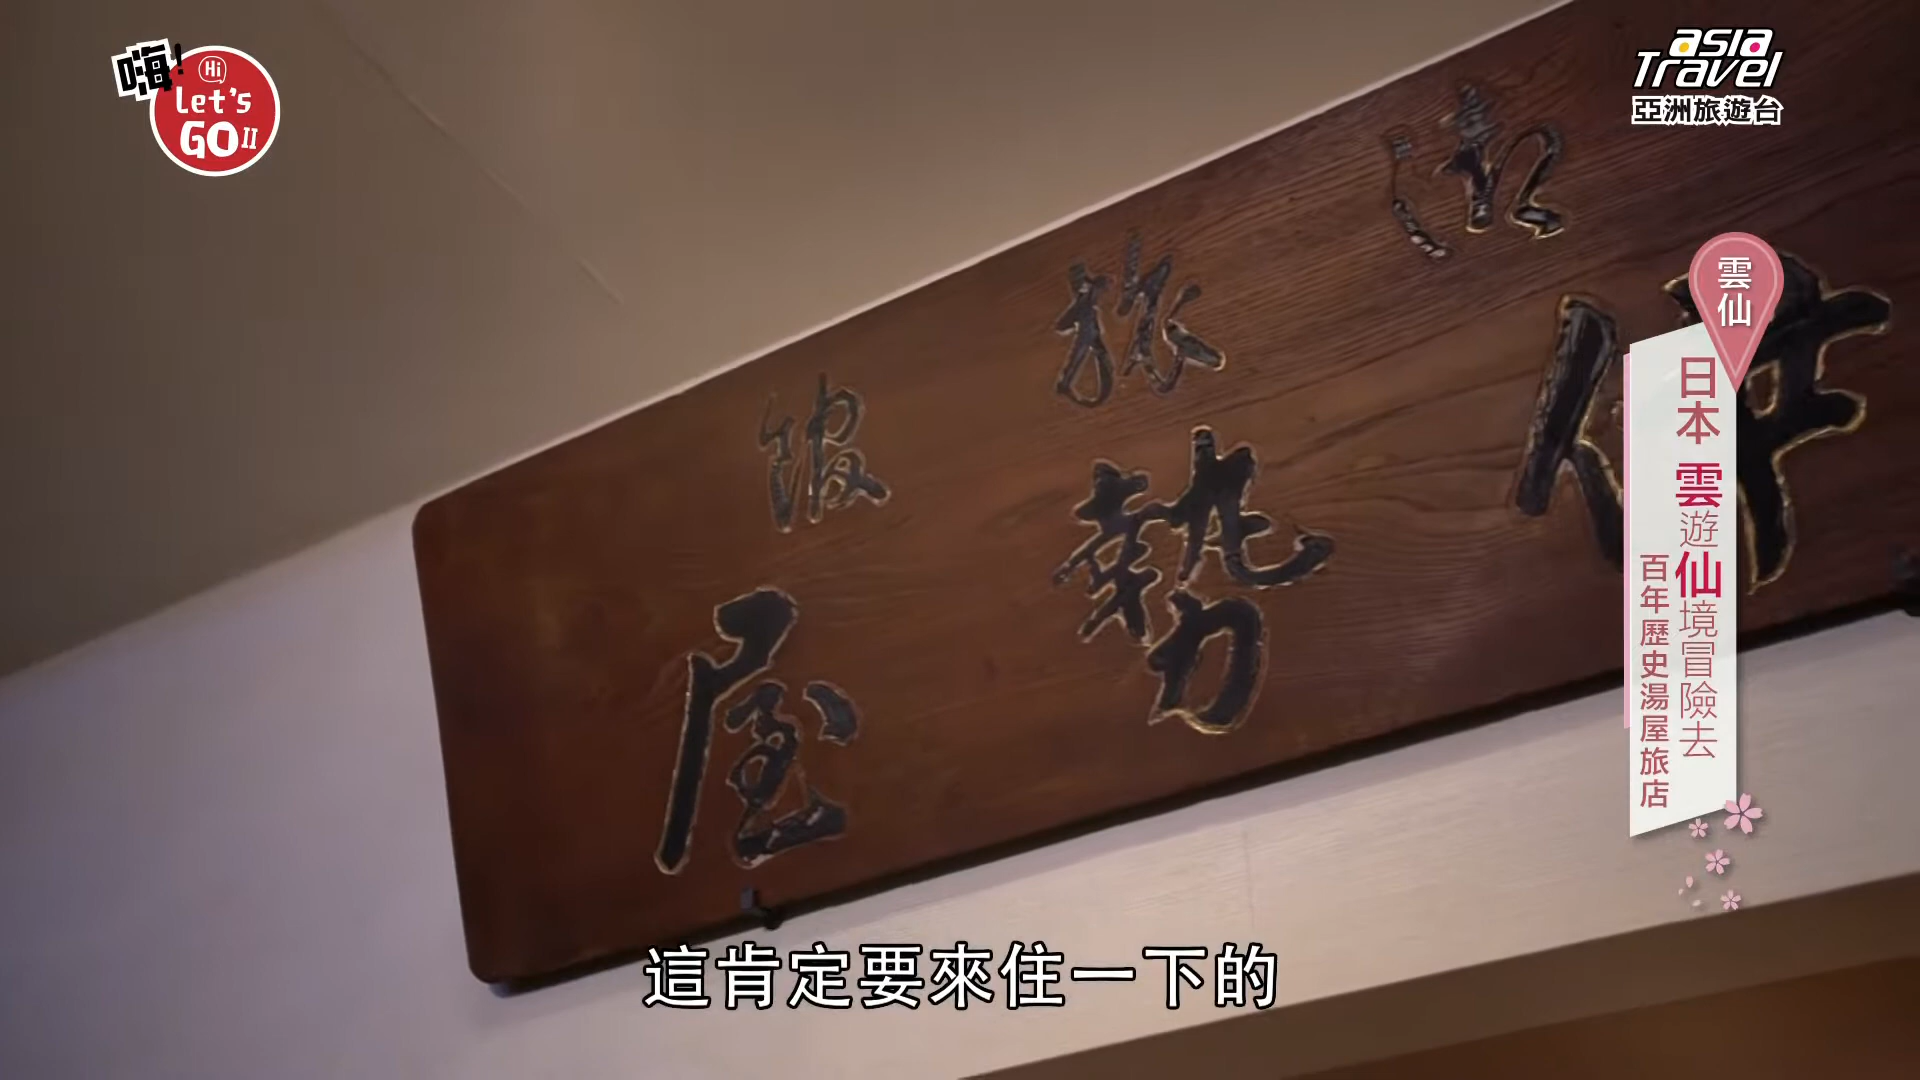 嗨!
Hi
Let's
GO II
asia
Travel
亞洲旅遊台
御旅館
伊勢屋
雲仙
日本 雲遊仙境冒險去
百年歷史湯屋旅店
這肯定要來住一下的